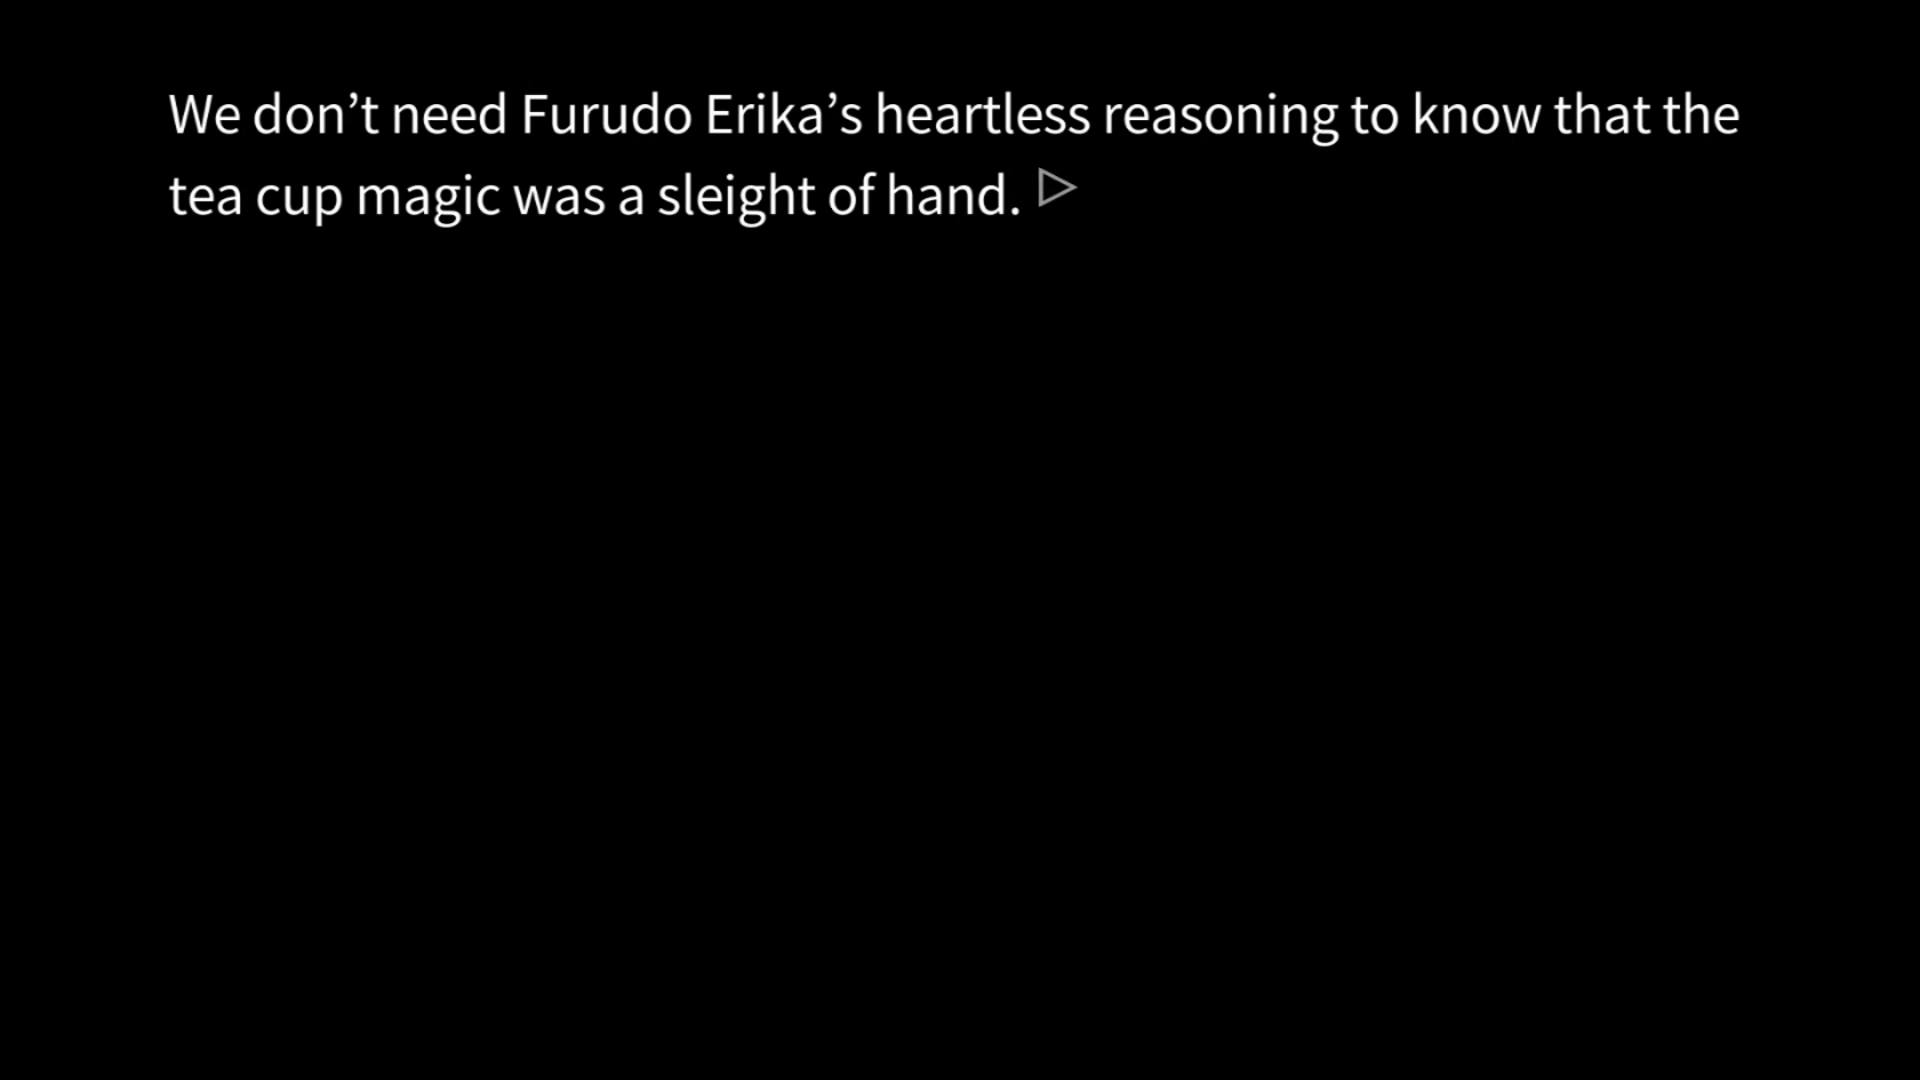 We don’t need Furudo Erika’s heartless reasoning to know that the
tea cup magic was a sleight of hand.